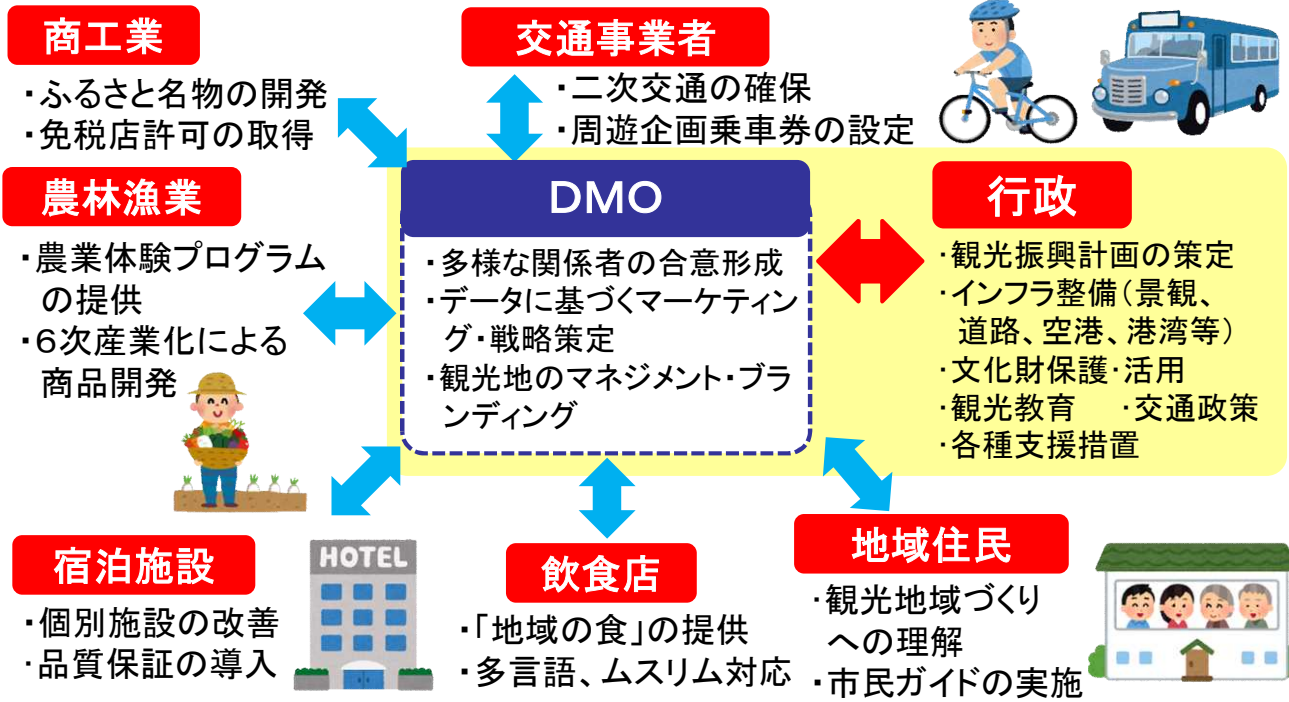 商工業
・ふるさと名物の開発
・免税店許可の取得
交通事業者
・二次交通の確保
・周遊企画乗車券の設定
農林漁業
・農業体験プログラム
の提供
・6次産業化による
商品開発
DMO
・多様な関係者の合意形成
・データに基づくマーケティン
グ・戦略策定
・観光地のマネジメント・ブラ
ンディング
行政
・観光振興計画の策定
・インフラ整備(景観、
道路、空港、港湾等)
・文化財保護・活用
・観光教育 ・交通政策
・各種支援措置
宿泊施設
・個別施設の改善
・品質保証の導入
HOTEL
飲食店
・「地域の食」の提供
・多言語、ムスリム対応
地域住民
・観光地域づくり
への理解
・市民ガイドの実施